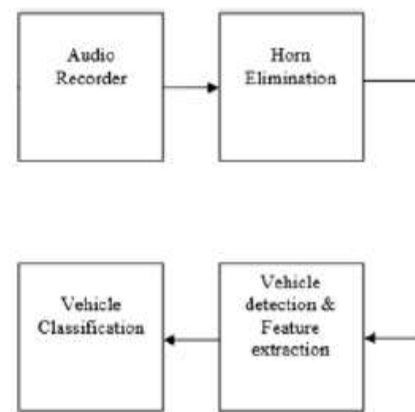 Audio
Recorder
Horn
Elimination
Vehicle
detection &
Feature
extraction
Vehicle
Classification